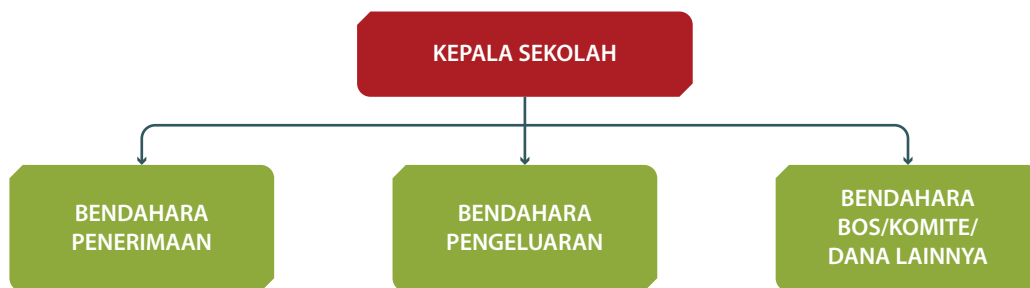 KEPALA SEKOLAH
BENDAHARA
PENERIMAAN
BENDAHARA
PENGELUARAN
BENDAHARA
BOS/KOMITE/
DANA LAINNYA